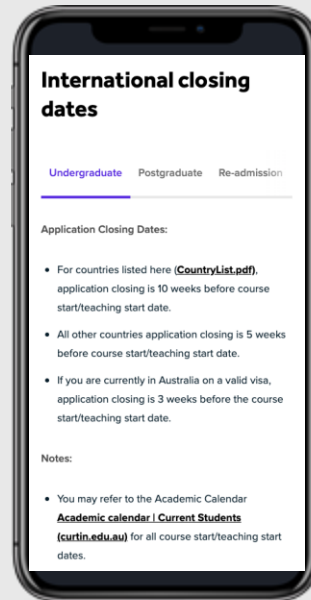 International closing
dates
Undergraduate Postgraduate Re-admission
Application Closing Dates:
• For countries listed here (CountryList.pdf),
application closing is 10 weeks before course
start/teaching start date.
• All other countries application closing is 5 weeks
before course start/teaching start date.
• If you are currently in Australia on a valid visa,
application closing is 3 weeks before the course
start/teaching start date.
Notes:
• You may refer to the Academic Calendar
Academic calendar | Current Students
(curtin.edu.au) for all course start/teaching start
dates.